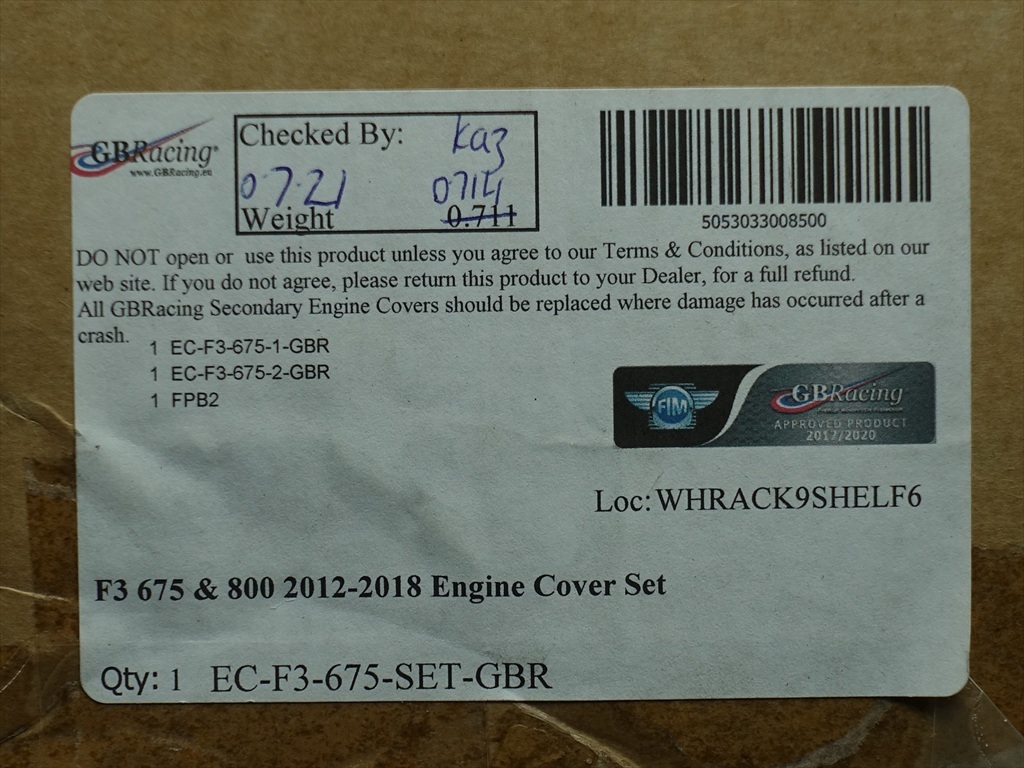 GBRacing®
www.GBRacing.eu
Checked By: Kaz
07.21 0714
Weight 0.711
5053033008500
DO NOT open or use this product unless you agree to our Terms & Conditions, as listed on our
web site. If you do not agree, please return this product to your Dealer, for a full refund.
All GBRacing Secondary Engine Covers should be replaced where damage has occurred after a
crash.
1 EC-F3-675-1-GBR
1 EC-F3-675-2-GBR
1 FPB2
FIM
GBRacing
APPROVED PRODUCT
2017/2020
Loc: WHRACK9SHELF6
F3 675 & 800 2012-2018 Engine Cover Set
Qty: 1 EC-F3-675-SET-GBR